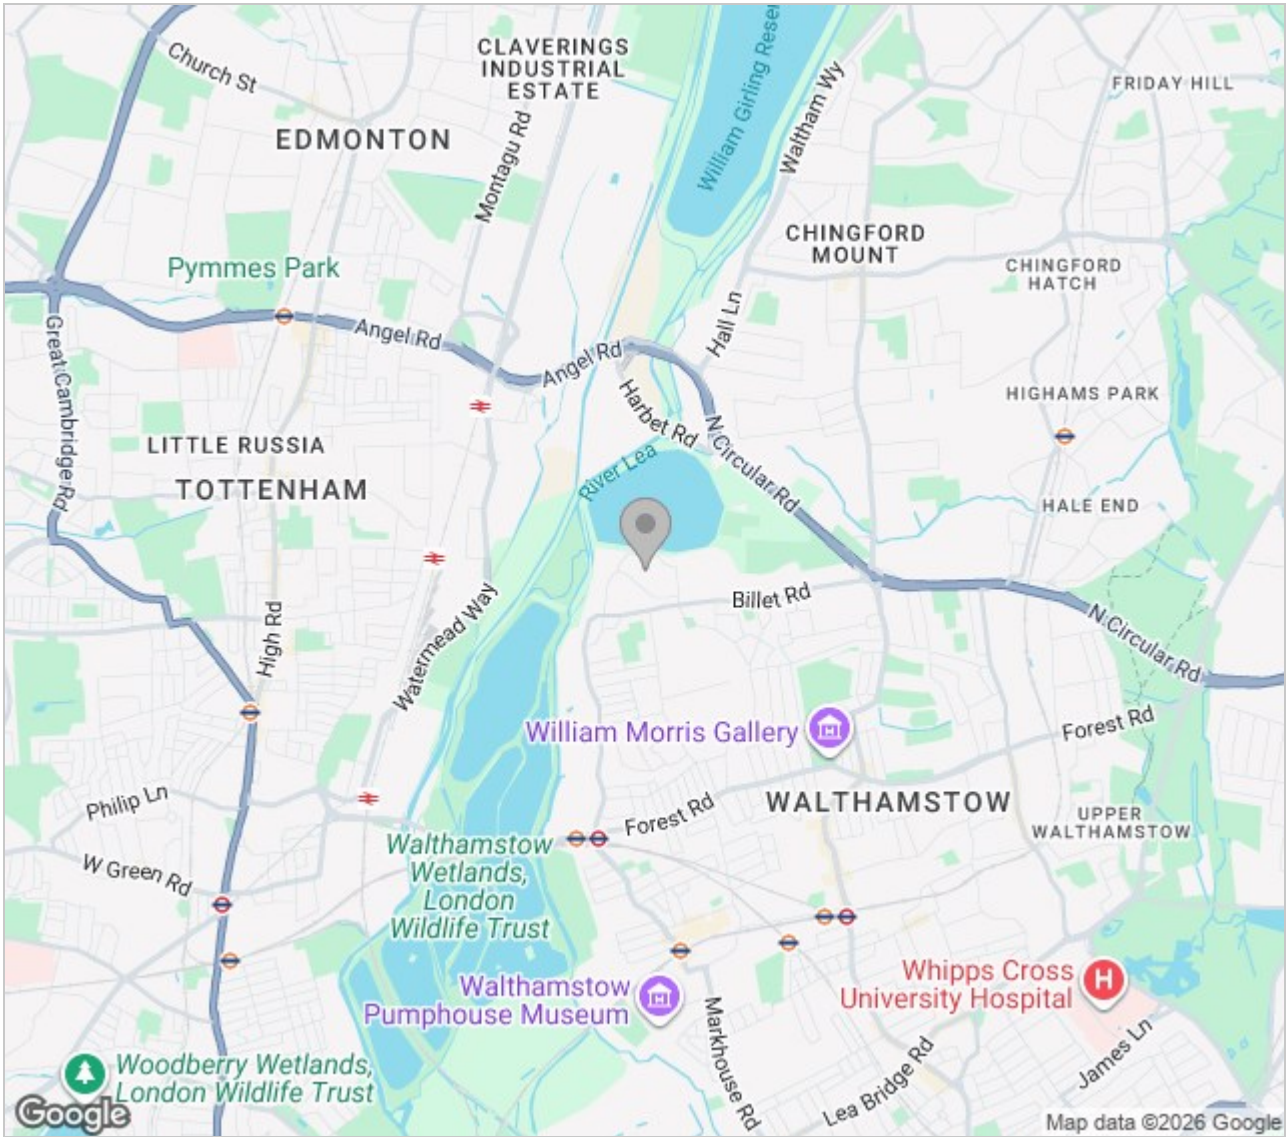 Church St
CLAVERINGS
INDUSTRIAL
ESTATE
William Girling Reser
Waltham Wy
FRIDAY HILL
EDMONTON
Montagu Rd
CHINGFORD
MOUNT
Pymmes Park
CHINGFORD
HATCH
Great Cambridge Rd
Angel Rd
Angel Rd
Hall Ln
Harbet Rd
HIGHAMS PARK
LITTLE RUSSIA
TOTTENHAM
River Lea
N Circular Rd
HALE END
Billet Rd
High Rd
Watermead Way
N Circular Rd
William Morris Gallery
Forest Rd
Philip Ln
Forest Rd
WALTHAMSTOW
UPPER
WALTHAMSTOW
W Green Rd
Walthamstow
Wetlands,
London
Wildlife Trust
Walthamstow
Pumphouse Museum
Whipps Cross
University Hospital
H
Markhouse Rd
Lea Bridge Rd
James Ln
Woodberry Wetlands,
London Wildlife Trust
Google
Map data ©2026 Google